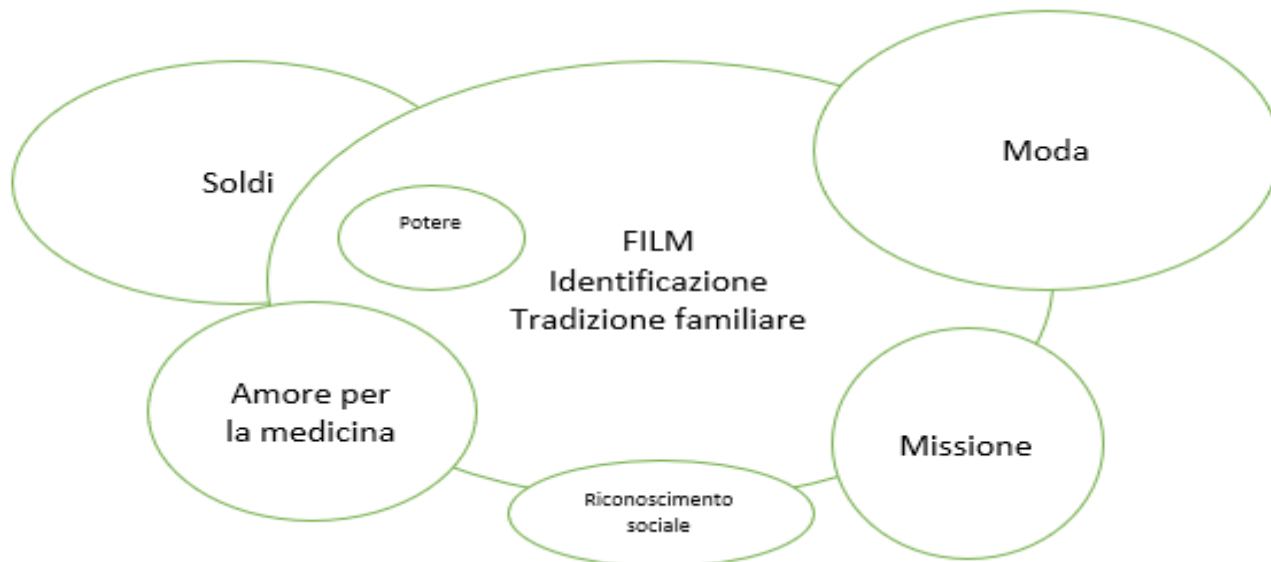 Moda
Soldi
Potere
FILM
Identificazione
Tradizione familiare
Amore per
la medicina
Missione
Riconoscimento
sociale